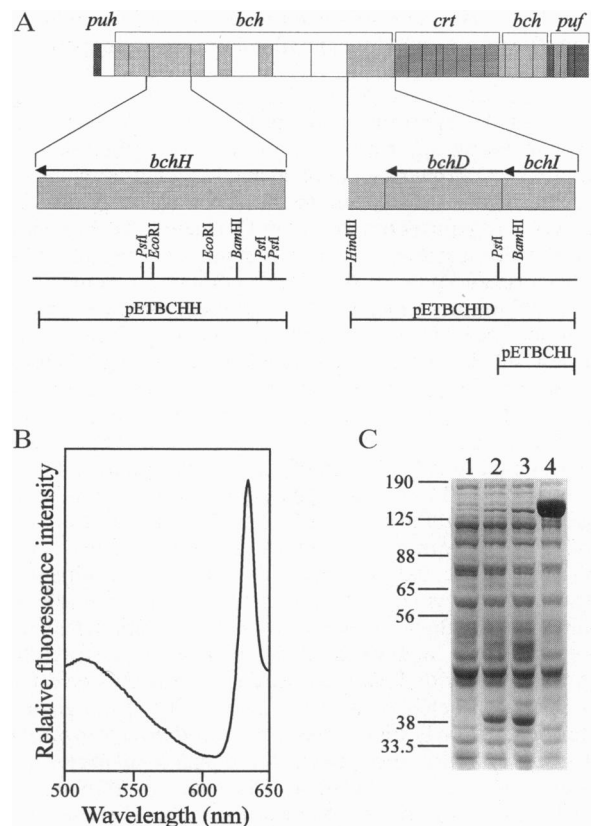 A
puh bch crt bch puf
bchH bchD bchI
PstI EcoRI EcoRI BamHI PstI PstI HindIII PstI BamHI
pETBCHH pETBCHID
pETBCHI
B
Relative fluorescence intensity
500 550 600 650
Wavelength (nm)
C
1 2 3 4
190
125
88
65
56
38
33.5